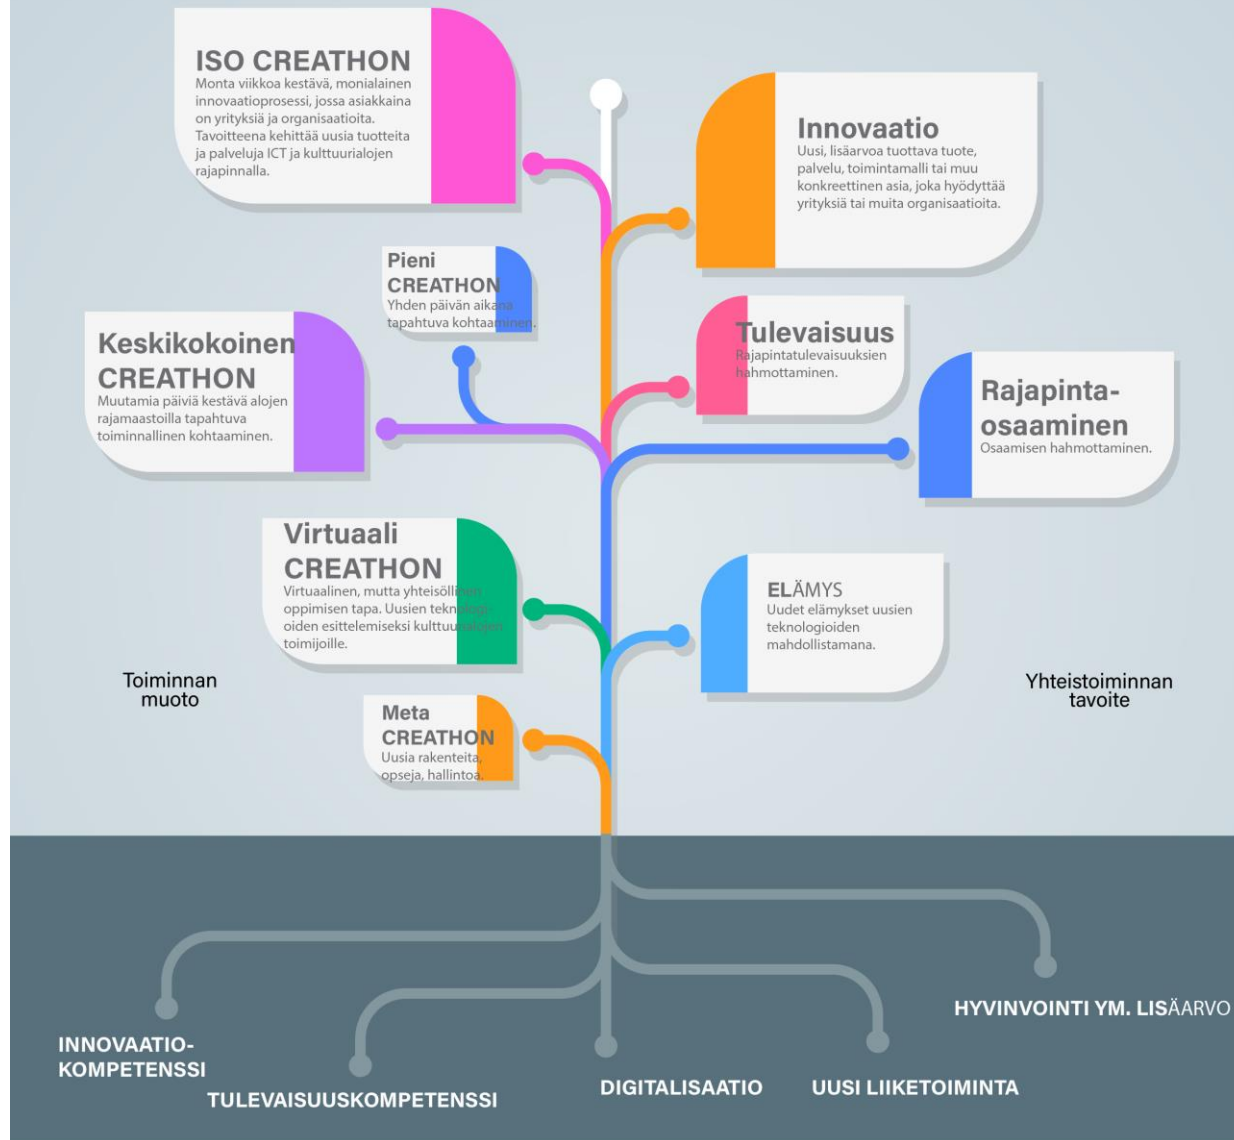 ISO CREATHON
Monta viikkoa kestävä, monialainen
innovaatioprosessi, jossa asiakkaina
on yrityksiä ja organisaatioita.
Tavoitteena kehittää uusia tuotteita
ja palveluja ICT ja kulttuurialojen
rajapinnalla.
Innovaatio
Uusi, lisäarvoa tuottava tuote,
palvelu, toimintamalli tai muu
konkreettinen asia, joka hyödyttää
yrityksiä tai muita organisaatioita.
Pieni
CREATHON
Yhden päivän aikana
tapahtuva kohtaaminen.
Keskikokoinen
CREATHON
Muutamia päiviä kestävä alojen
rajamaastoilla tapahtuva
toiminnallinen kohtaaminen.
Tulevaisuus
Rajapintatulevaisuuksien
hahmottaminen.
Rajapinta-
osaaminen
Osaamisen hahmottaminen.
Virtuaali
CREATHON
Virtuaalinen, mutta yhteisöllinen
oppimisen tapa. Uusien teknologi-
oiden esittelemiseksi kulttuurialojen
toimijoille.
ELÄMYS
Uudet elämykset uusien
teknologioiden
mahdollistamana.
Toiminnan
muoto
Yhteistoiminnan
tavoite
Meta
CREATHON
Uusia rakenteita,
opseja, hallintoa.
HYVINVOINTI YM. LISÄARVO
INNOVAATIO-
KOMPETENSSI
TULEVAISUUSKOMPETENSSI
DIGITALISAATIO
UUSI LIIKETOIMINTA